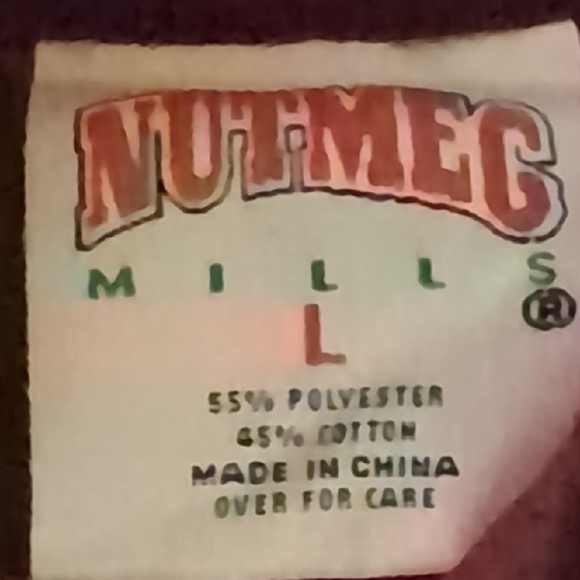 NUTMEG
MILLS
®
L
55% POLYESTER
45% COTTON
MADE IN CHINA
OVER FOR CARE